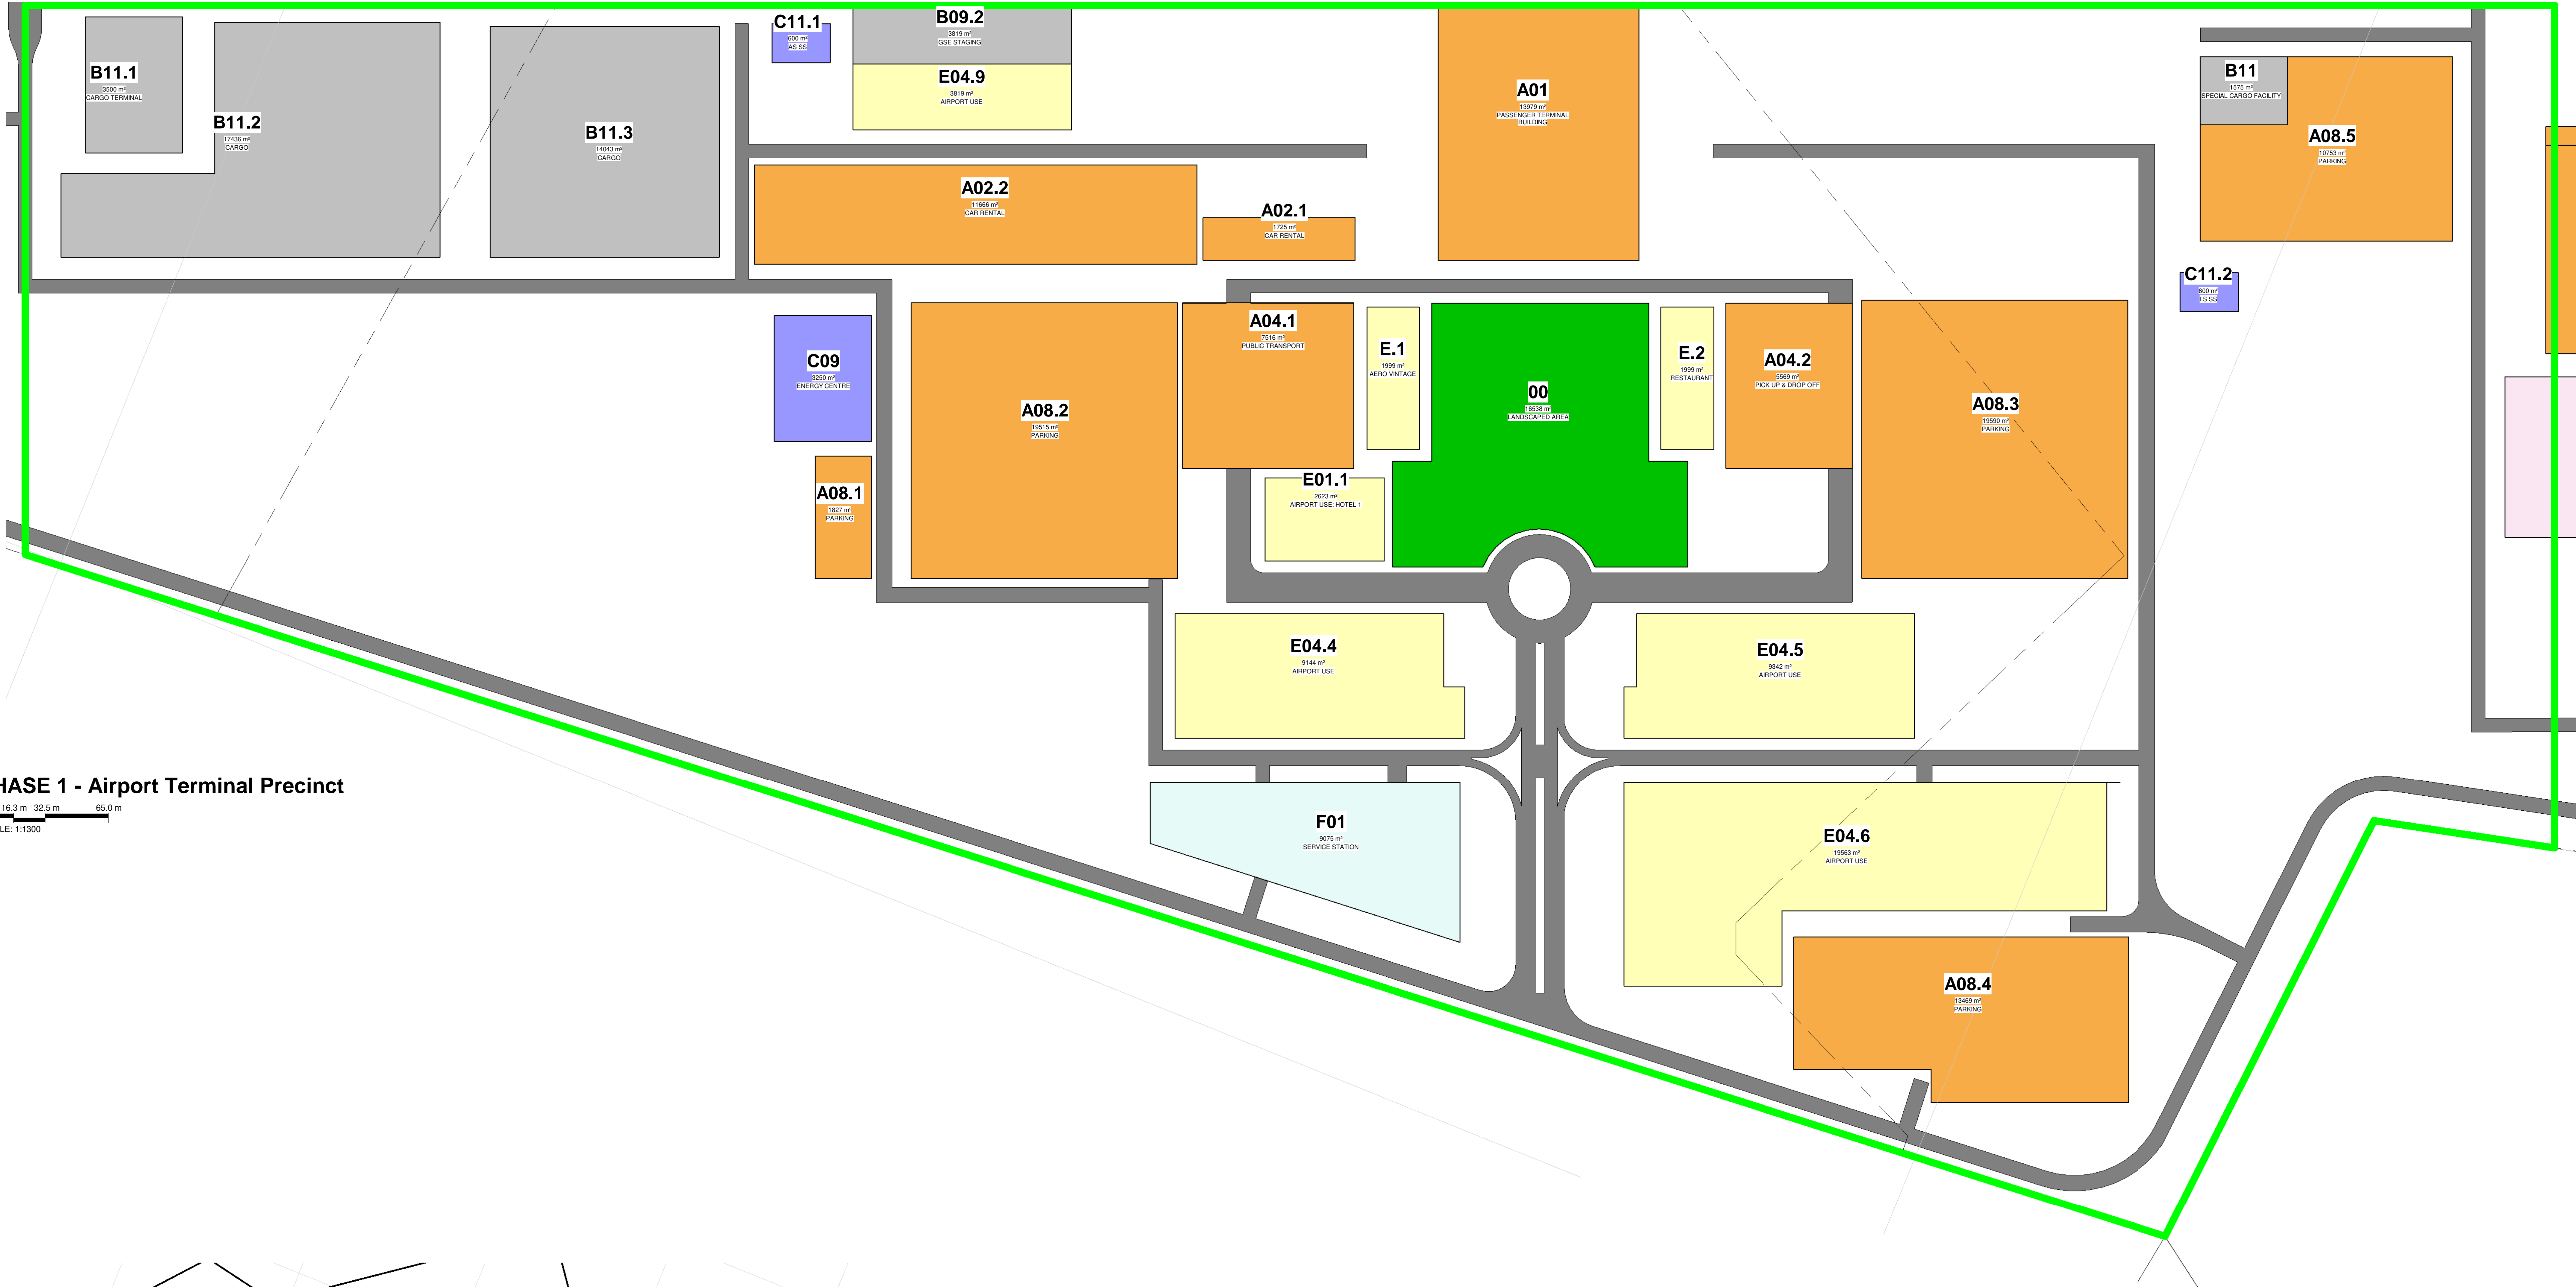 C11.1
600 m²
AS SS
B09.2
3819 m²
GSE STAGING
B11.1
3500 m²
CARGO TERMINAL
B11.2
17436 m²
CARGO
B11.3
14043 m²
CARGO
E04.9
3819 m²
AIRPORT USE
A01
13979 m²
PASSENGER TERMINAL
BUILDING
B11
1575 m²
SPECIAL CARGO FACILITY
A08.5
10753 m²
PARKING
A02.2
11666 m²
CAR RENTAL
A02.1
1725 m²
CAR RENTAL
C11.2
600 m²
LS SS
C09
3250 m²
ENERGY CENTRE
A08.2
19515 m²
PARKING
A04.1
7516 m²
PUBLIC TRANSPORT
E.1
1999 m²
AERO VINTAGE
00
16538 m²
LANDSCAPED AREA
E.2
1999 m²
RESTAURANT
A04.2
5569 m²
PICK UP & DROP OFF
A08.3
19590 m²
PARKING
A08.1
1827 m²
PARKING
E01.1
2623 m²
AIRPORT USE: HOTEL 1
E04.4
9144 m²
AIRPORT USE
E04.5
9342 m²
AIRPORT USE
HASE 1 - Airport Terminal Precinct
16.3 m 32.5 m 65.0 m
LE: 1:1300
F01
9075 m²
SERVICE STATION
E04.6
19563 m²
AIRPORT USE
A08.4
13469 m²
PARKING